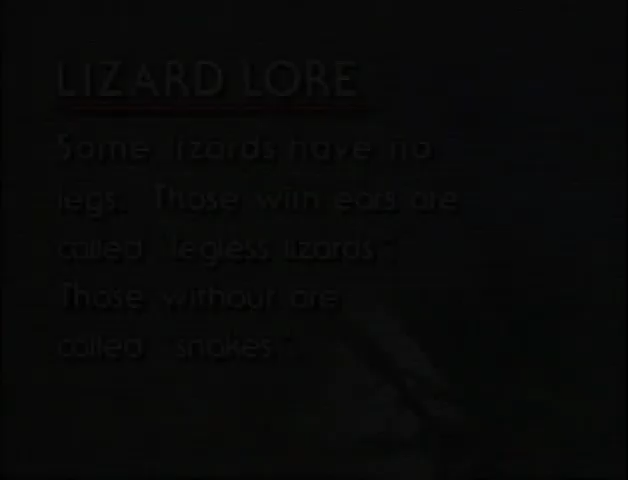 LIZARD LORE
Some lizards have no
legs. Those with ears are
called "legless lizards."
Those without are
called "snakes."